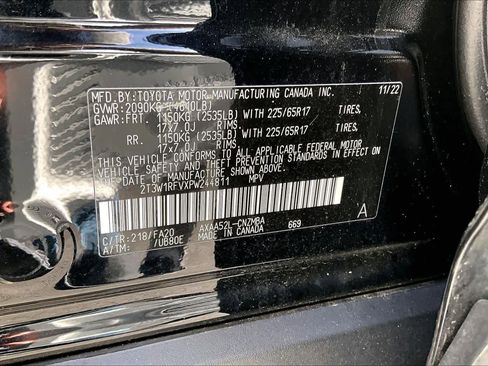 MFD.BY:TOYOTA MOTOR MANUFACTURING CANADA INC. 11/22
GVWR:2090KG (4610LB)
GAWR:FRT. 1150KG (2535LB) WITH 225/65R17 TIRES,
17x7.0J RIMS
RR. 1150KG (2535LB) WITH 225/65R17 TIRES,
17x7.0J RIMS
THIS VEHICLE CONFORMS TO ALL APPLICABLE FEDERAL MOTOR
VEHICLE SAFETY AND THEFT PREVENTION STANDARDS IN EFFECT ON
THE DATE OF MANUFACTURE SHOWN ABOVE.
2T3W1RFVXPW244811 MPV
C/TR:218/FA20 AXAA52L-CNZMBA
A/TM: /UB80E MADE IN CANADA 669 A